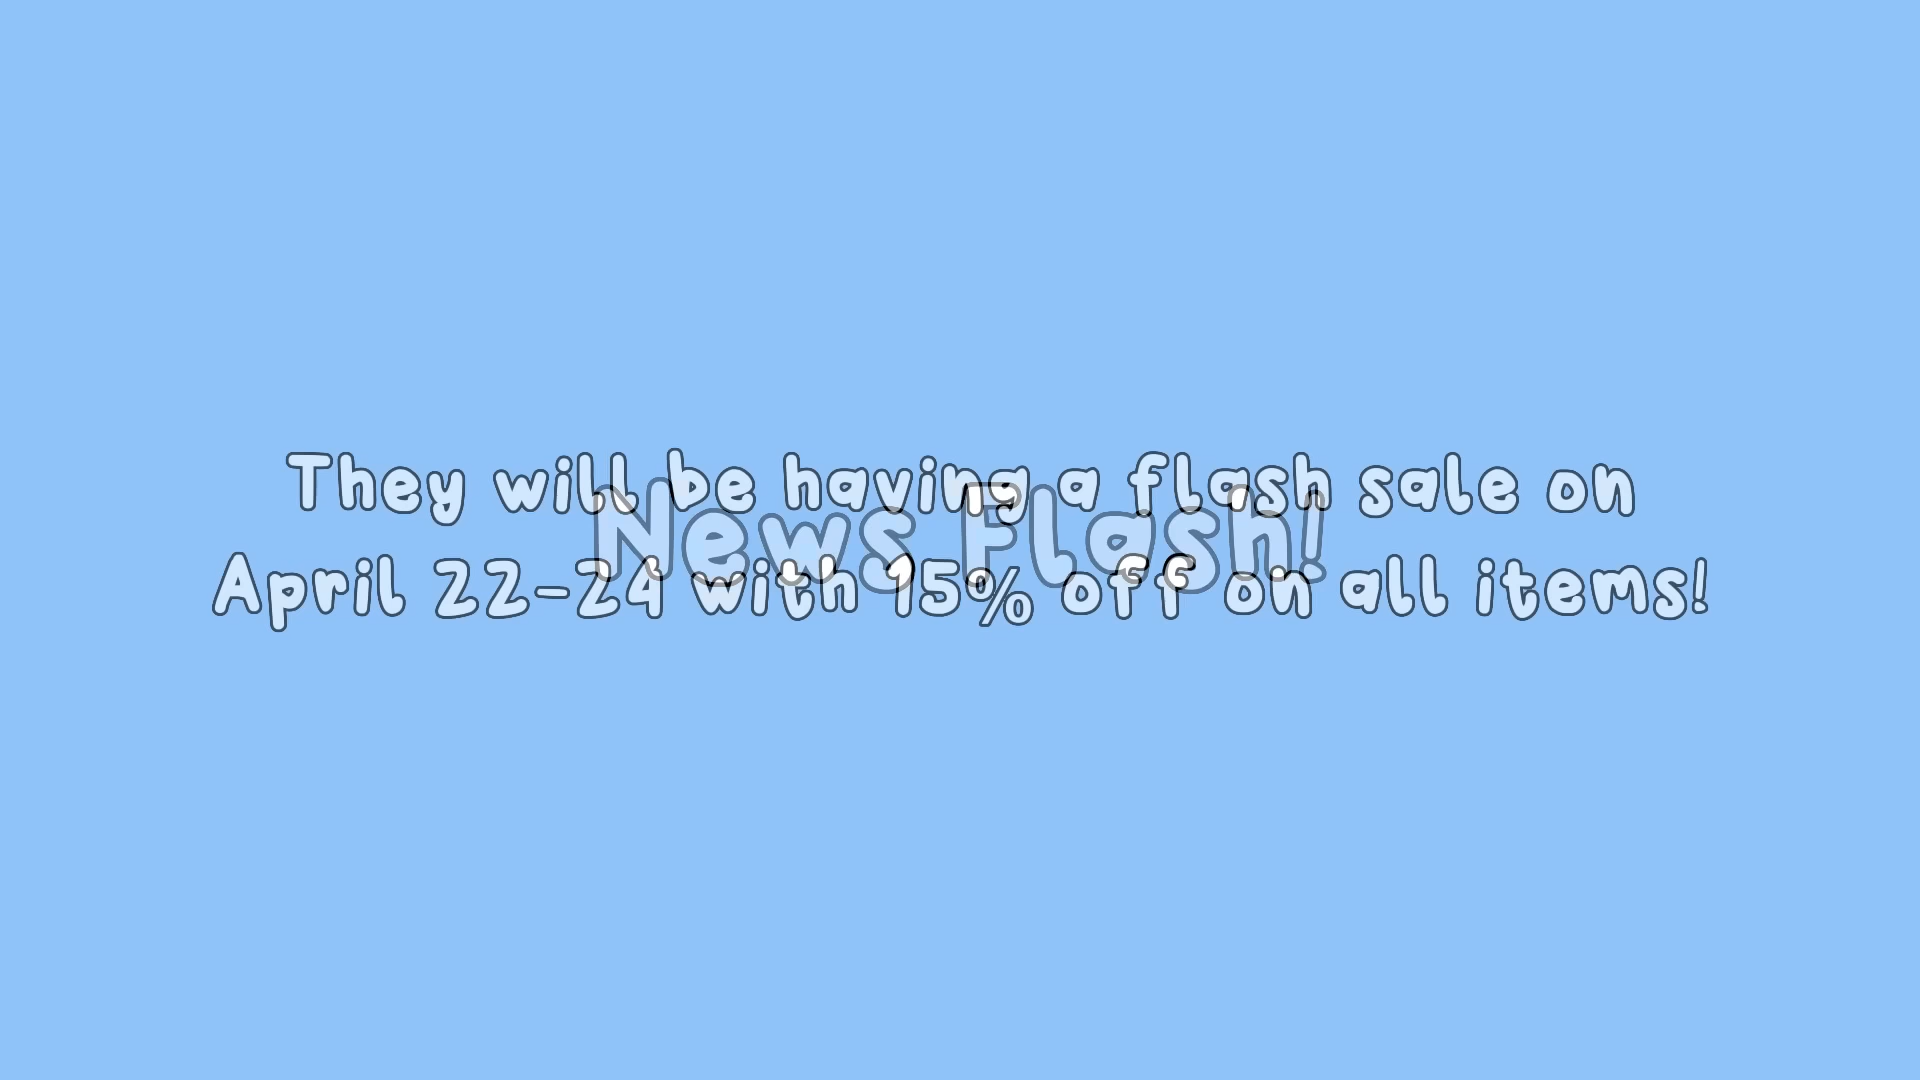 They will be having a flash sale on
News Flash!
April 22-24 with 15% off on all items!